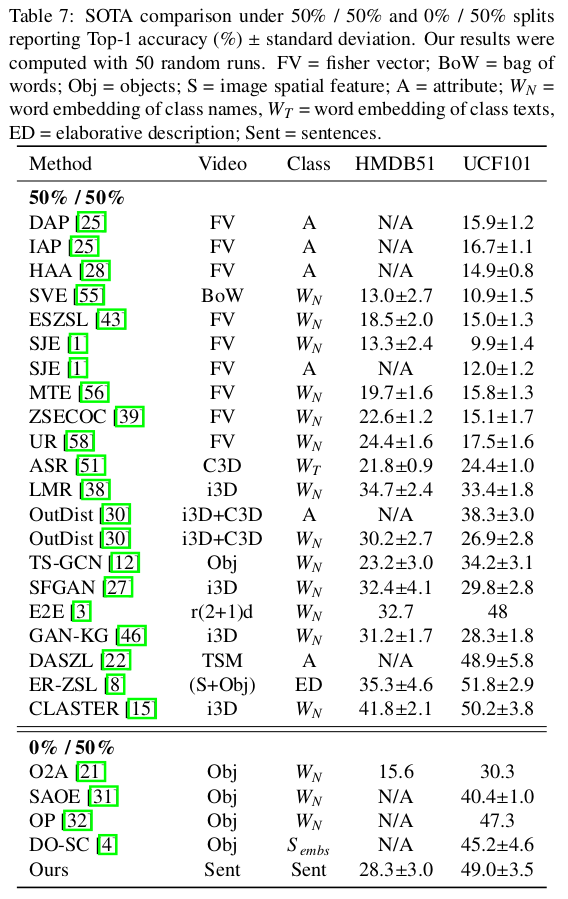 Table 7: SOTA comparison under 50% / 50% and 0% / 50% splits
reporting Top-1 accuracy (%) ± standard deviation. Our results were
computed with 50 random runs. FV = fisher vector; BoW = bag of
words; Obj = objects; S = image spatial feature; A = attribute; W_N =
word embedding of class names, W_T = word embedding of class texts,
ED = elaborative description; Sent = sentences.
Method Video Class HMDB51 UCF101
50% / 50%
DAP [25] FV A N/A 15.9±1.2
IAP [25] FV A N/A 16.7±1.1
HAA [28] FV A N/A 14.9±0.8
SVE [55] BoW W_N 13.0±2.7 10.9±1.5
ESZSL [43] FV W_N 18.5±2.0 15.0±1.3
SJE [1] FV W_N 13.3±2.4 9.9±1.4
SJE [1] FV A N/A 12.0±1.2
MTE [56] FV W_N 19.7±1.6 15.8±1.3
ZSECOC [39] FV W_N 22.6±1.2 15.1±1.7
UR [58] FV W_N 24.4±1.6 17.5±1.6
ASR [51] C3D W_T 21.8±0.9 24.4±1.0
LMR [38] i3D W_N 34.7±2.4 33.4±1.8
OutDist [30] i3D+C3D A N/A 38.3±3.0
OutDist [30] i3D+C3D W_N 30.2±2.7 26.9±2.8
TS-GCN [12] Obj W_N 23.2±3.0 34.2±3.1
SFGAN [27] i3D W_N 32.4±4.1 29.8±2.8
E2E [3] r(2+1)d W_N 32.7 48
GAN-KG [46] i3D W_N 31.2±1.7 28.3±1.8
DASZL [22] TSM A N/A 48.9±5.8
ER-ZSL [8] (S+Obj) ED 35.3±4.6 51.8±2.9
CLASTER [15] i3D W_N 41.8±2.1 50.2±3.8
0% / 50%
O2A [21] Obj W_N 15.6 30.3
SAOE [31] Obj W_N N/A 40.4±1.0
OP [32] Obj W_N N/A 47.3
DO-SC [4] Obj S_embs N/A 45.2±4.6
Ours Sent Sent 28.3±3.0 49.0±3.5